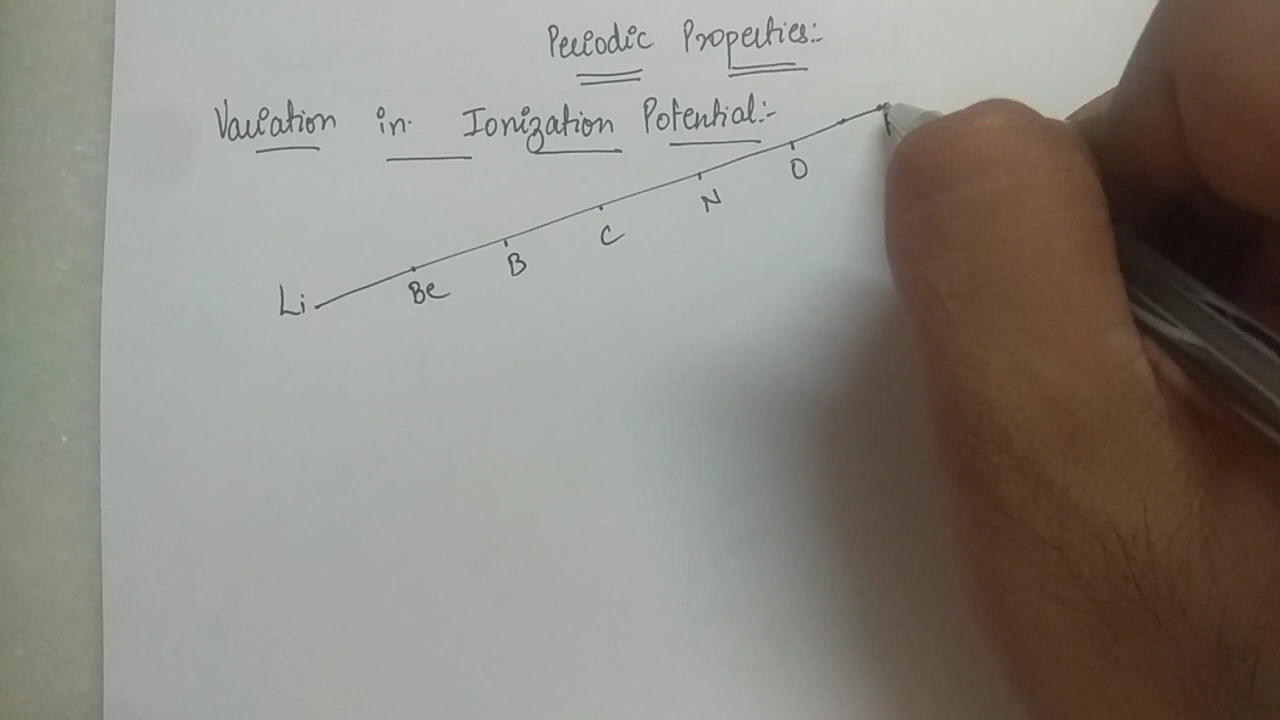 Periodic Properties:-
Variation in Ionization Potential:-
Li Be B C N O